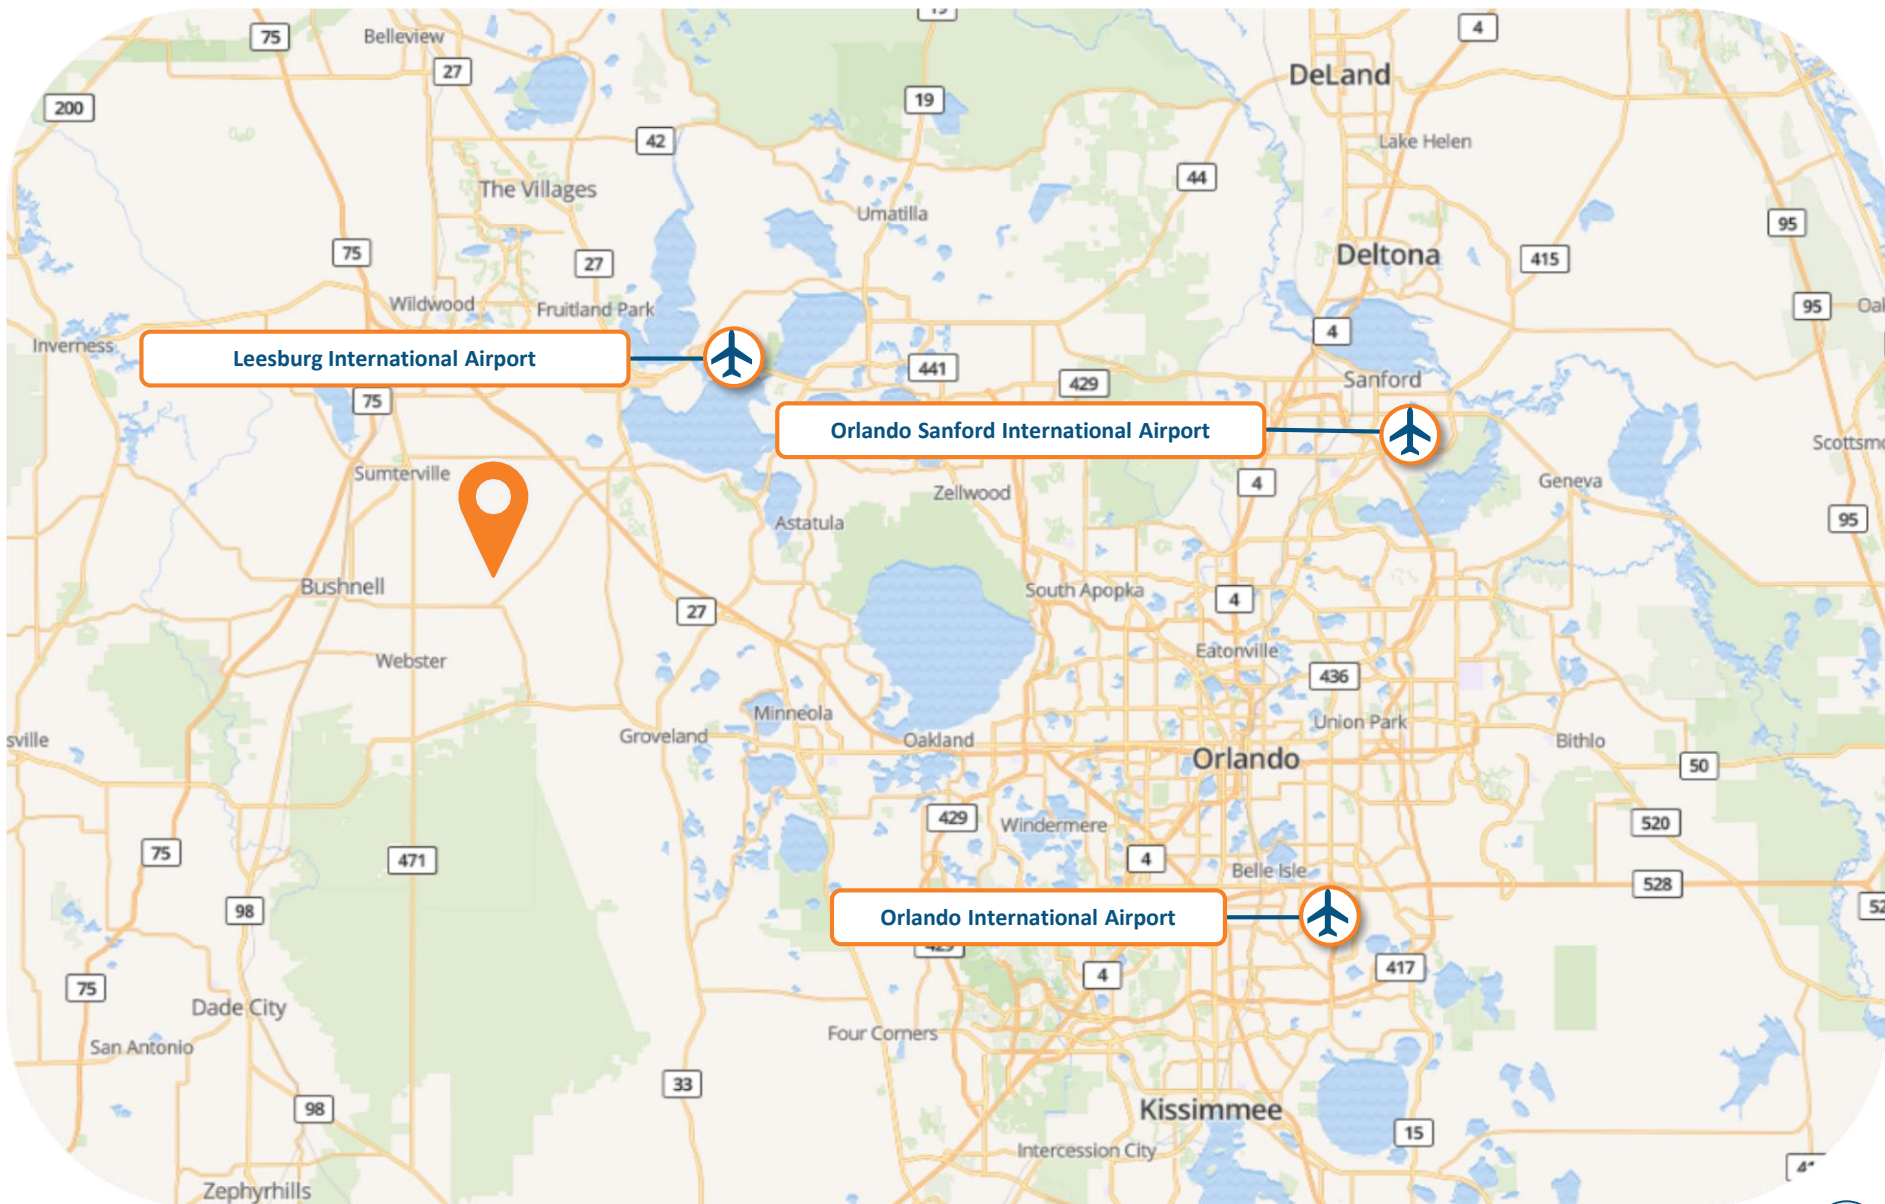 75
Belleview
4
27
DeLand
200
19
42
Lake Helen
44
The Villages
Umatilla
95
75
Deltona
415
27
Wildwood
Fruitland Park
95
4
Inverness
Leesburg International Airport
441
429
Sanford
75
Orlando Sanford International Airport
Sumterville
4
Geneva
Zellwood
Astatula
95
Bushnell
South Apopka
4
27
Eatonville
Webster
436
Minneola
Union Park
Groveland
Oakland
Bithlo
sville
Orlando
50
429
Windermere
520
75
471
4
Belle Isle
528
98
Orlando International Airport
429
4
417
75
Dade City
Four Corners
San Antonio
33
98
Kissimmee
15
Intercession City
Zephyrhills